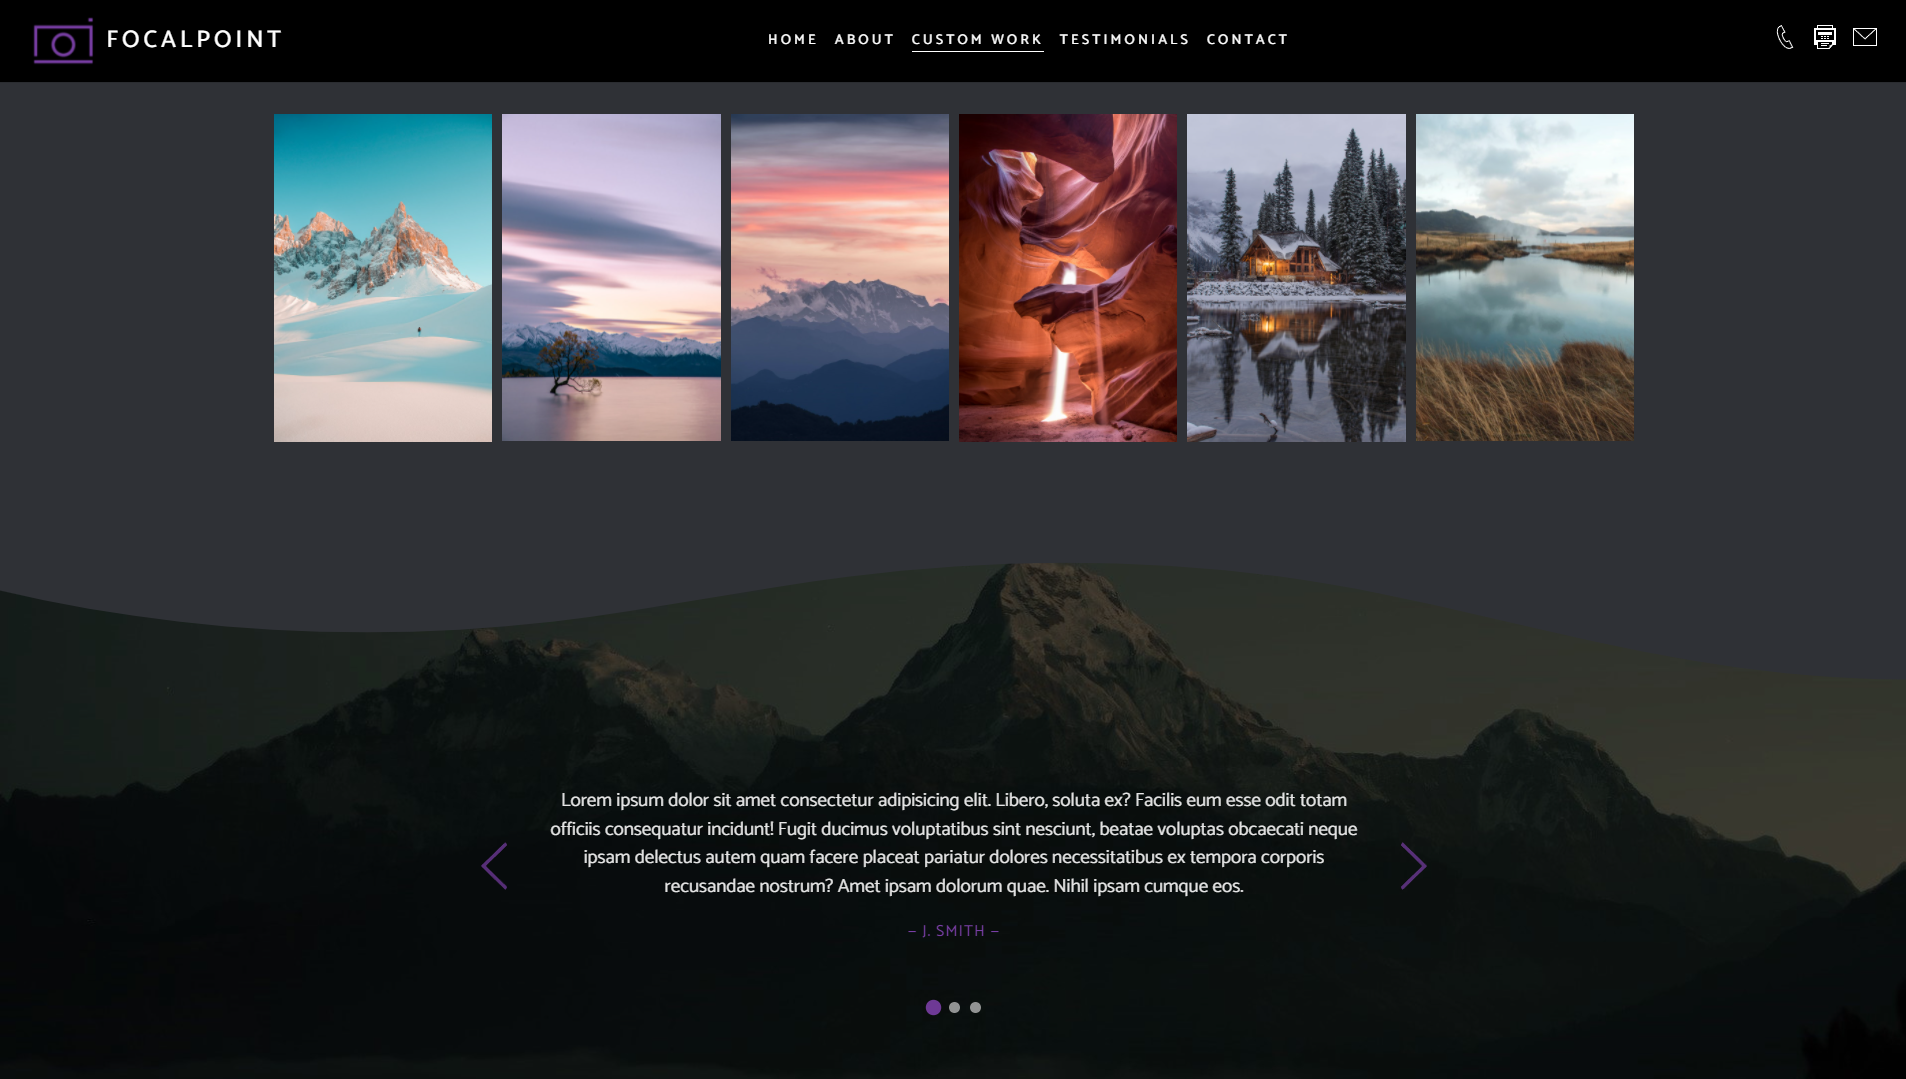 FOCALPOINT
HOME ABOUT CUSTOM WORK TESTIMONIALS CONTACT
Lorem ipsum dolor sit amet consectetur adipisicing elit. Libero, soluta ex? Facilis eum esse odit totam
officiis consequatur incidunt! Fugit ducimus voluptatibus sint nesciunt, beatae voluptas obcaecati neque
ipsam delectus autem quam facere placeat pariatur dolores necessitatibus ex tempora corporis
recusandae nostrum? Amet ipsam dolorum quae. Nihil ipsam cumque eos.
– J. SMITH –